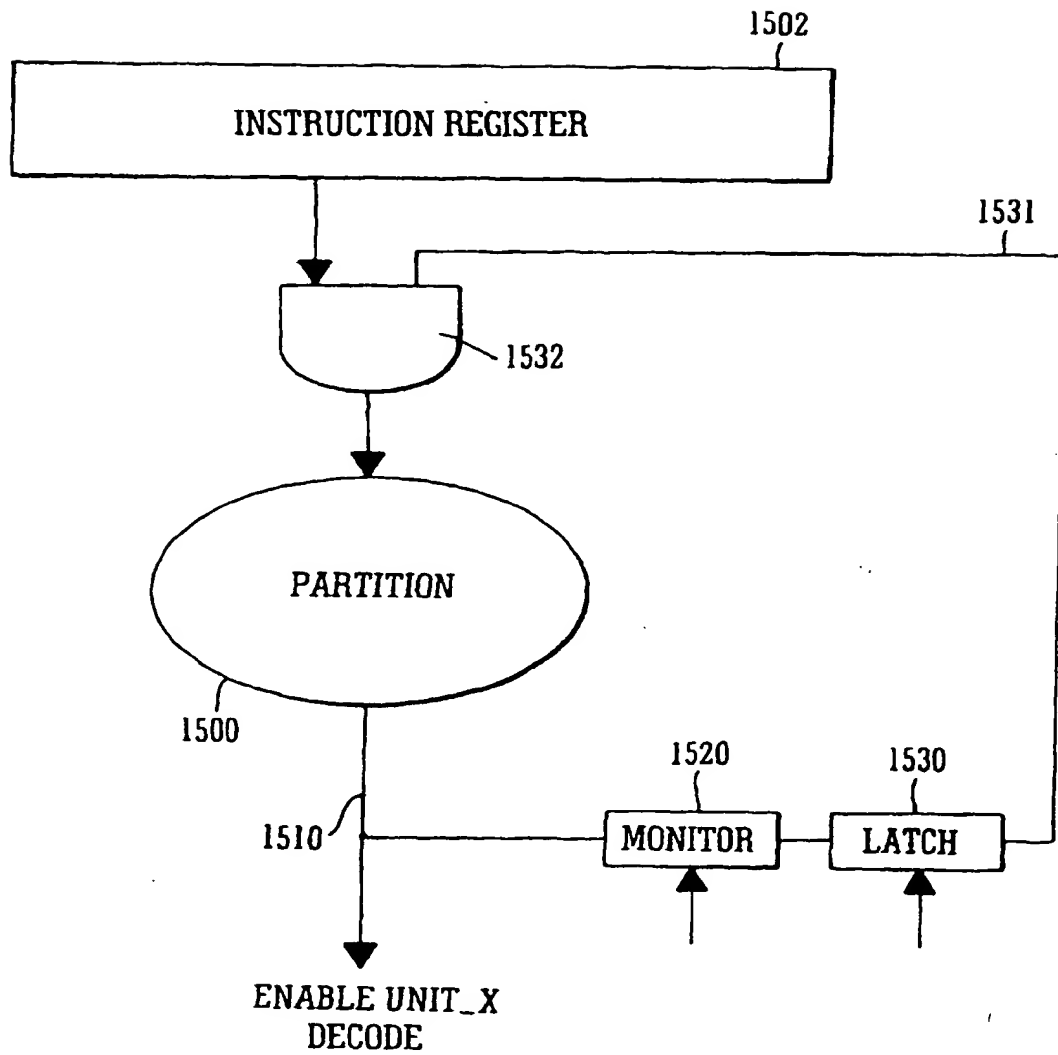 1502
INSTRUCTION REGISTER
1531
1532
PARTITION
1500
1520
1530
1510
MONITOR
LATCH
ENABLE UNIT_X
DECODE